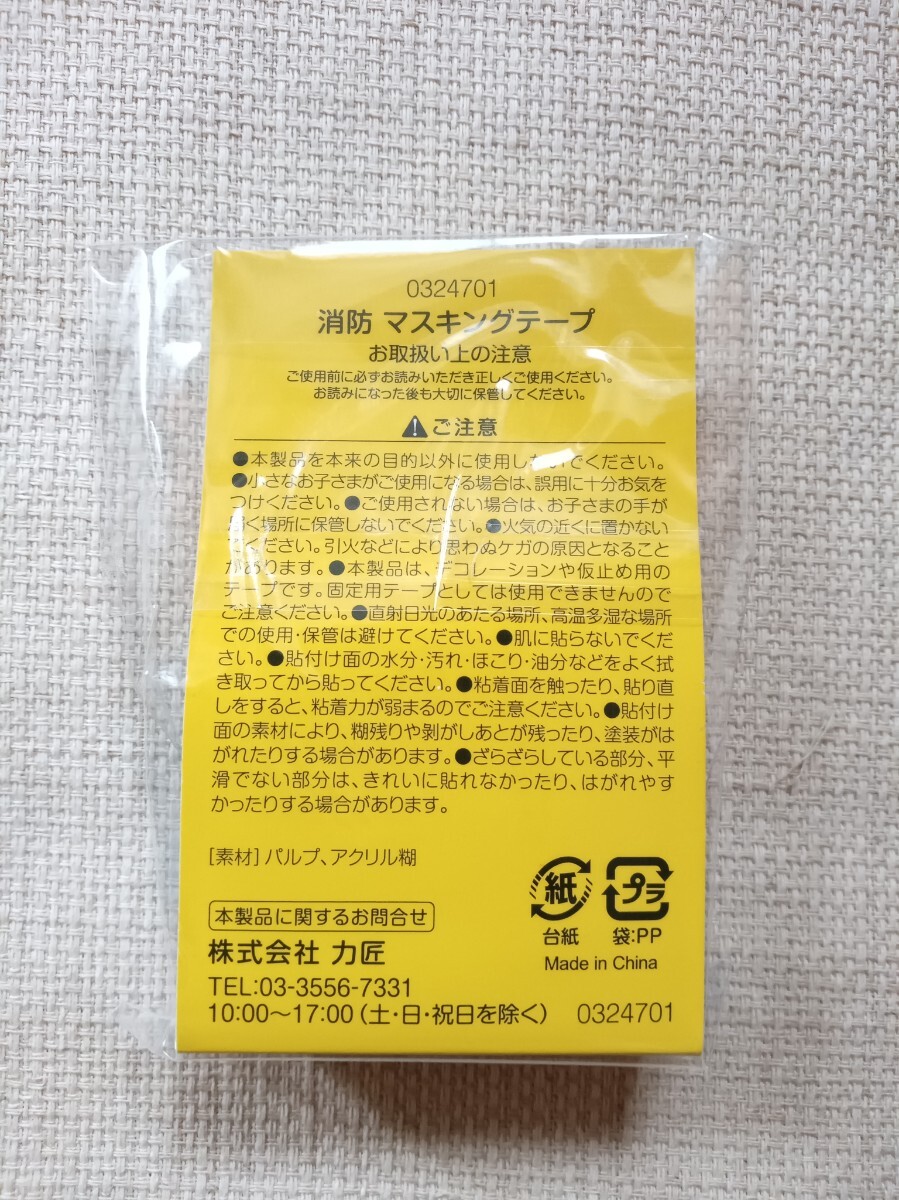 0324701
消防 マスキングテープ
お取扱い上の注意
ご使用前に必ずお読みいただき正しくご使用ください。
お読みになった後も大切に保管してください。
ご注意
●本製品を本来の目的以外に使用しないでください。
●小さなお子さまがご使用になる場合は、誤用に十分お気を
つけください。●ご使用されない場合は、お子さまの手が
届く場所に保管しないでください。●火気の近くに置かない
でください。引火などにより思わぬケガの原因となること
があります。●本製品は、デコレーションや仮止め用の
テープです。固定用テープとしては使用できませんので
ご注意ください。●直射日光のあたる場所、高温多湿な場所
での使用・保管は避けてください。●肌に貼らないでくだ
さい。●貼付け面の水分・汚れ・ほこり・油分などをよく拭
き取ってから貼ってください。●粘着面を触ったり、貼り直
しをすると、粘着力が弱まるのでご注意ください。●貼付け
面の素材により、糊残りや剥がしあとが残ったり、塗装がは
がれたりする場合があります。●ざらざらしている部分、平
滑でない部分は、きれいに貼れなかったり、はがれやす
かったりする場合があります。
[素材] パルプ、アクリル糊
紙
プラ
台紙
袋:PP
Made in China
本製品に関するお問合せ
株式会社 力匠
TEL:03-3556-7331
10:00～17:00（土・日・祝日を除く） 0324701